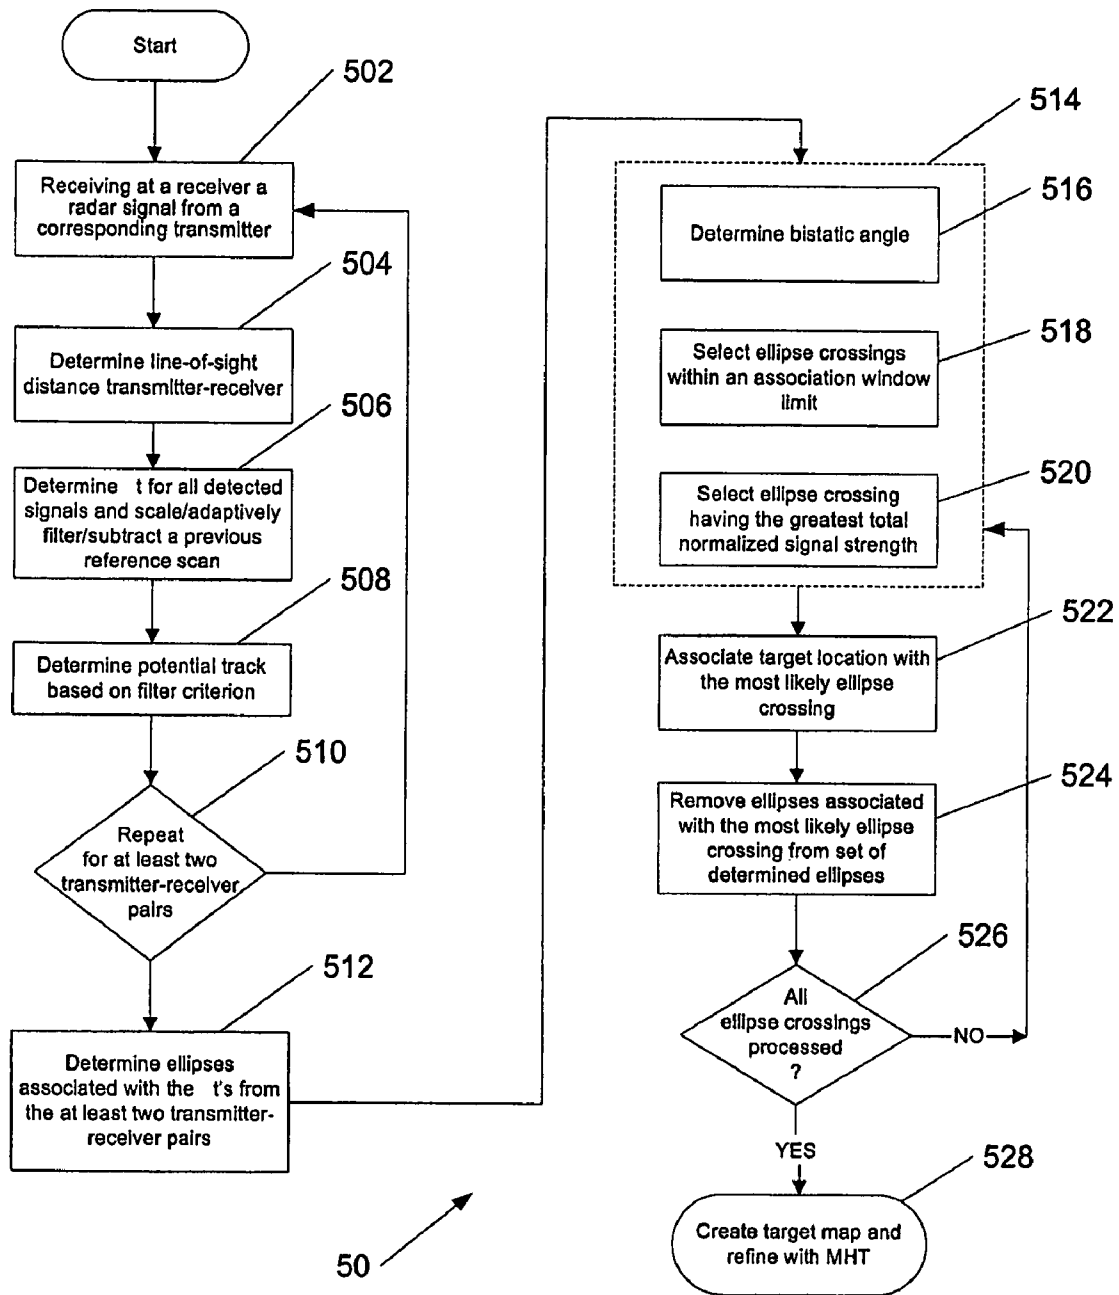 Start
502
Receiving at a receiver a
radar signal from a
corresponding transmitter
504
Determine line-of-sight
distance transmitter-receiver
506
Determine t for all detected
signals and scale/adaptively
filter/subtract a previous
reference scan
508
Determine potential track
based on filter criterion
510
Repeat
for at least two
transmitter-receiver
pairs
512
Determine ellipses
associated with the t's from
the at least two transmitter-
receiver pairs
50
514
516
Determine bistatic angle
518
Select ellipse crossings
within an association window
limit
520
Select ellipse crossing
having the greatest total
normalized signal strength
522
Associate target location with
the most likely ellipse
crossing
524
Remove ellipses associated
with the most likely ellipse
crossing from set of
determined ellipses
526
All
ellipse crossings
processed
?
NO
YES
528
Create target map and
refine with MHT